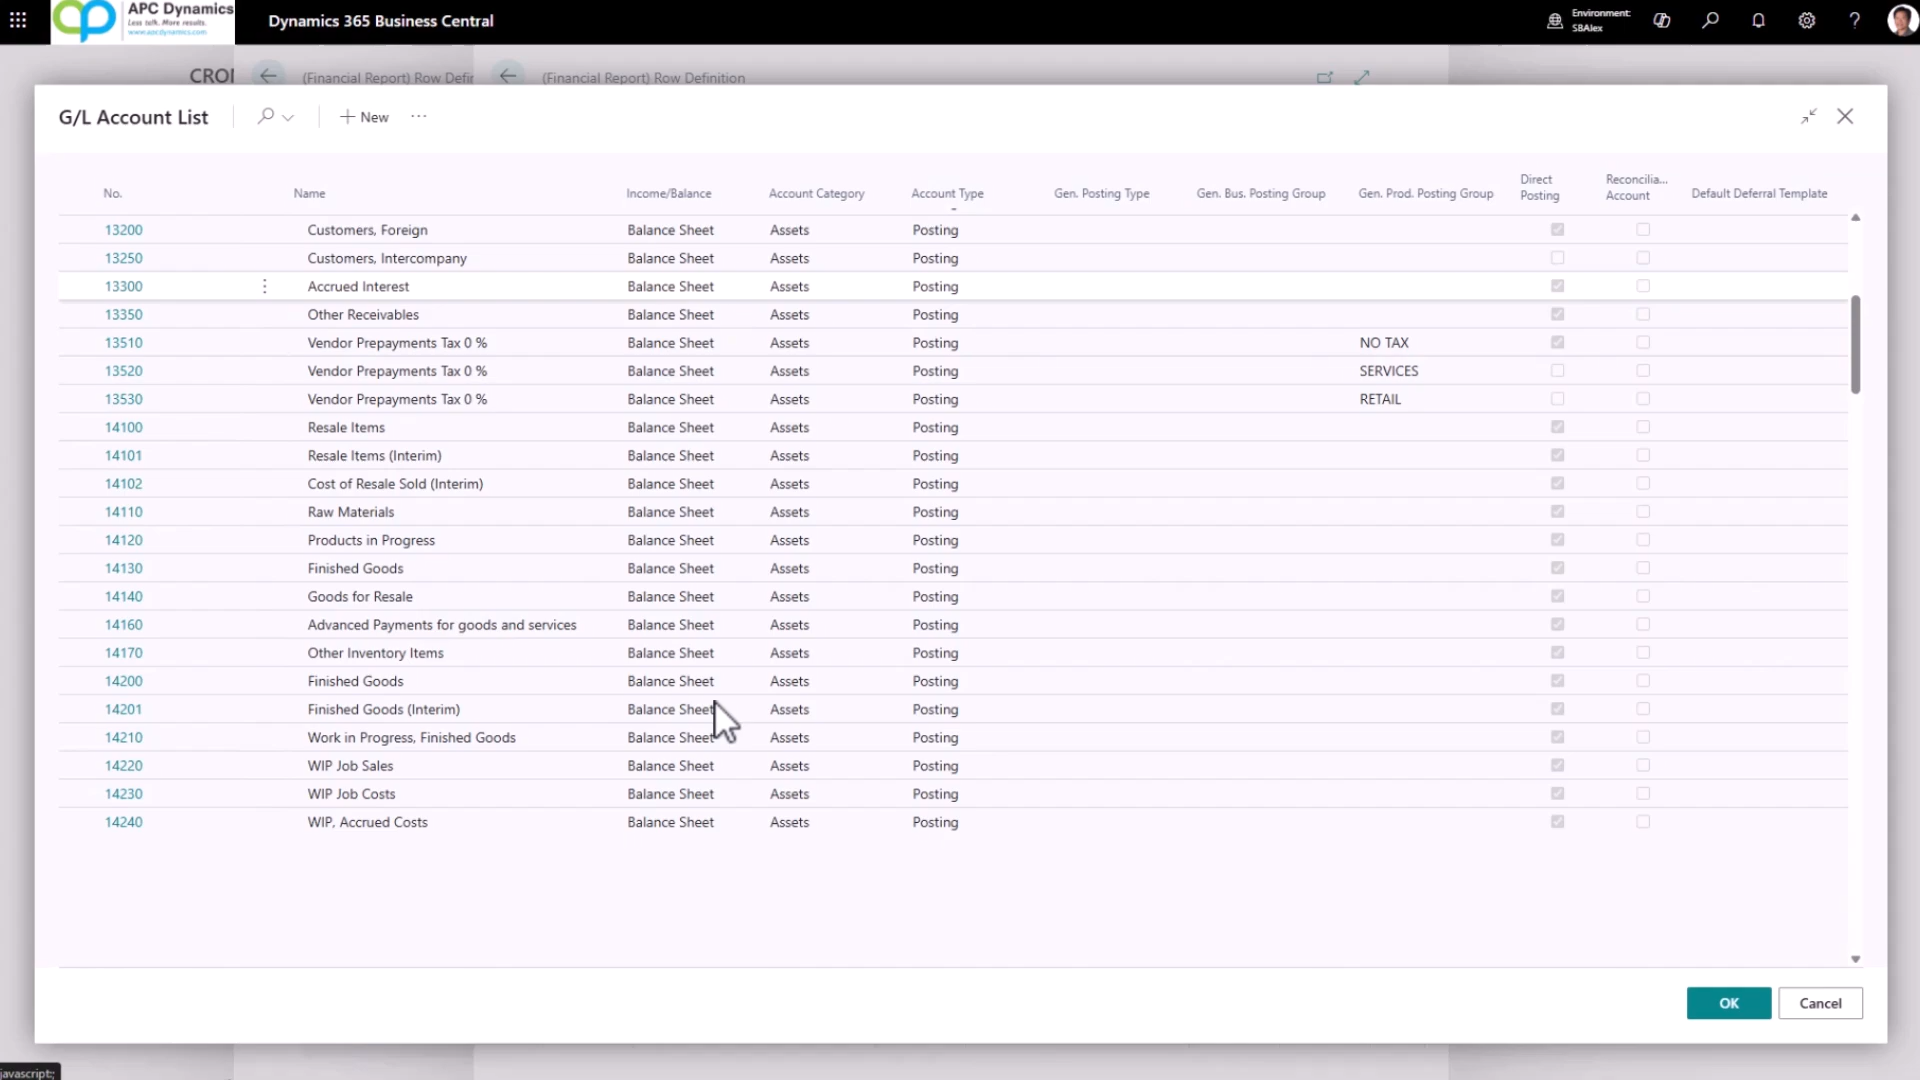 APC Dynamics
Less talk. More results.
www.apcdynamics.com
Dynamics 365 Business Central
Environment:
SBAlex
CRON
(Financial Report) Row Defin
(Financial Report) Row Definition
G/L Account List
New
No. Name Income/Balance Account Category Account Type Gen. Posting Type Gen. Bus. Posting Group Gen. Prod. Posting Group Direct Posting Reconcilia... Account Default Deferral Template
13200 Customers, Foreign Balance Sheet Assets Posting
13250 Customers, Intercompany Balance Sheet Assets Posting
13300 Accrued Interest Balance Sheet Assets Posting
13350 Other Receivables Balance Sheet Assets Posting
13510 Vendor Prepayments Tax 0 % Balance Sheet Assets Posting NO TAX
13520 Vendor Prepayments Tax 0 % Balance Sheet Assets Posting SERVICES
13530 Vendor Prepayments Tax 0 % Balance Sheet Assets Posting RETAIL
14100 Resale Items Balance Sheet Assets Posting
14101 Resale Items (Interim) Balance Sheet Assets Posting
14102 Cost of Resale Sold (Interim) Balance Sheet Assets Posting
14110 Raw Materials Balance Sheet Assets Posting
14120 Products in Progress Balance Sheet Assets Posting
14130 Finished Goods Balance Sheet Assets Posting
14140 Goods for Resale Balance Sheet Assets Posting
14160 Advanced Payments for goods and services Balance Sheet Assets Posting
14170 Other Inventory Items Balance Sheet Assets Posting
14200 Finished Goods Balance Sheet Assets Posting
14201 Finished Goods (Interim) Balance Sheet Assets Posting
14210 Work in Progress, Finished Goods Balance Sheet Assets Posting
14220 WIP Job Sales Balance Sheet Assets Posting
14230 WIP Job Costs Balance Sheet Assets Posting
14240 WIP, Accrued Costs Balance Sheet Assets Posting
OK Cancel
javascript:;